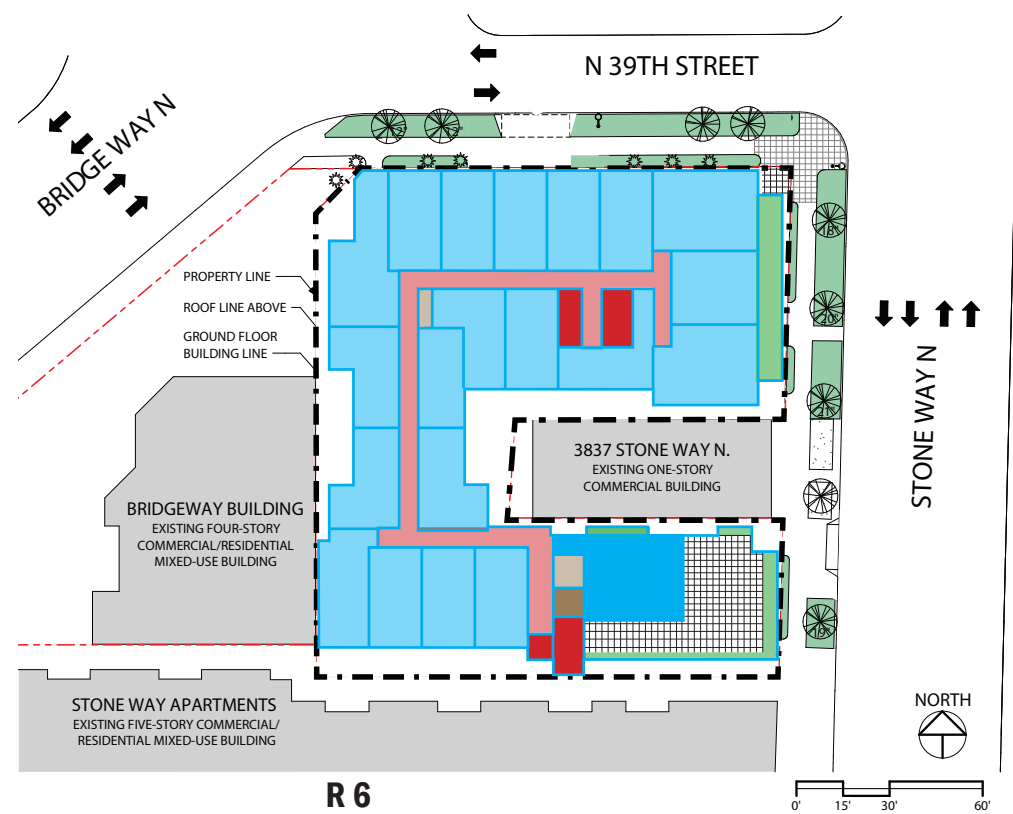 N 39TH STREET
BRIDGE WAY N
PROPERTY LINE
ROOF LINE ABOVE
GROUND FLOOR
BUILDING LINE
3837 STONE WAY N.
EXISTING ONE-STORY
COMMERCIAL BUILDING
STONE WAY N
BRIDGEWAY BUILDING
EXISTING FOUR-STORY
COMMERCIAL/RESIDENTIAL
MIXED-USE BUILDING
19"
STONE WAY APARTMENTS
EXISTING FIVE-STORY COMMERCIAL/
RESIDENTIAL MIXED-USE BUILDING
NORTH
R 6
0' 15' 30' 60'